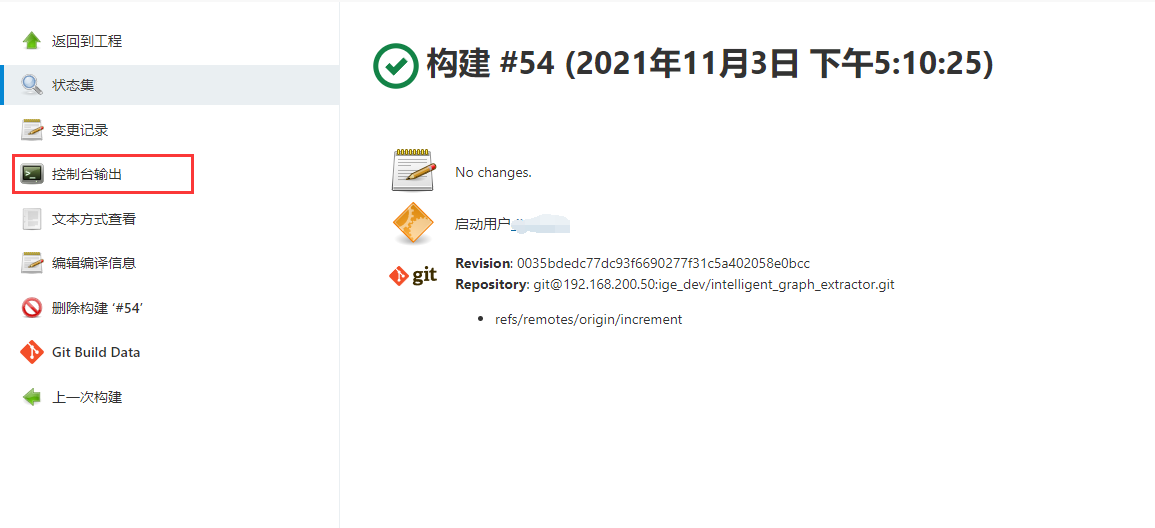 返回到工程
状态集
变更记录
控制台输出
文本方式查看
编辑编译信息
删除构建 ‘#54’
Git Build Data
上一次构建
构建 #54 (2021年11月3日 下午5:10:25)
No changes.
启动用户
git
Revision: 0035bdedc77dc93f6690277f31c5a402058e0bcc
Repository: git@192.168.200.50:ige_dev/intelligent_graph_extractor.git
• refs/remotes/origin/increment